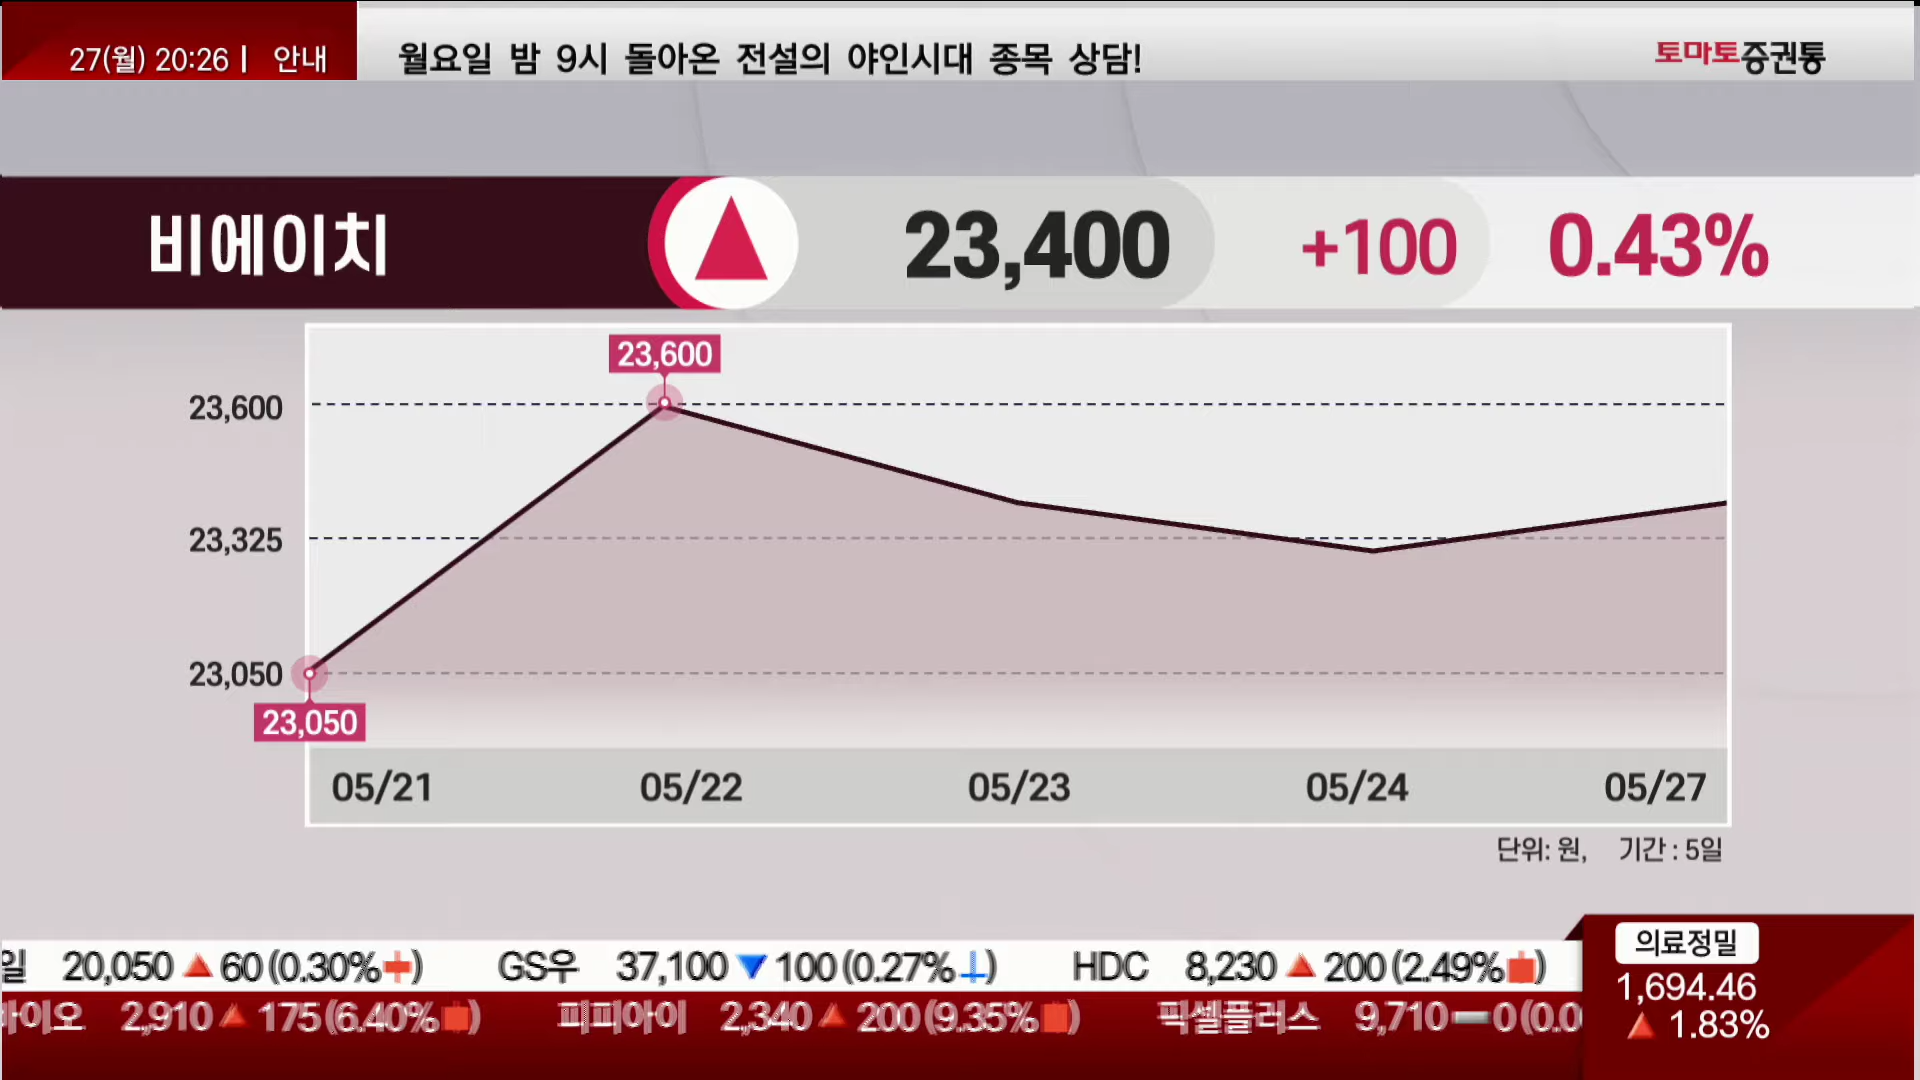 27(월) 20:26 | 안내 월요일 밤 9시 돌아온 전설의 야인시대 종목 상담! 토마토증권통
비에이치 ▲ 23,400 +100 0.43%
23,600
23,600
23,325
23,050
23,050
05/21 05/22 05/23 05/24 05/27
단위: 원, 기간 : 5일
일 20,050 ▲ 60 (0.30%) GS우 37,100 ▼ 100 (0.27%) HDC 8,230 ▲ 200 (2.49%)
2,910 ▲ 175 (6.40%) 피피아이 2,340 ▲ 200 (9.35%) 픽셀플러스 9,710 0 (0.0
의료정밀
1,694.46
▲ 1.83%